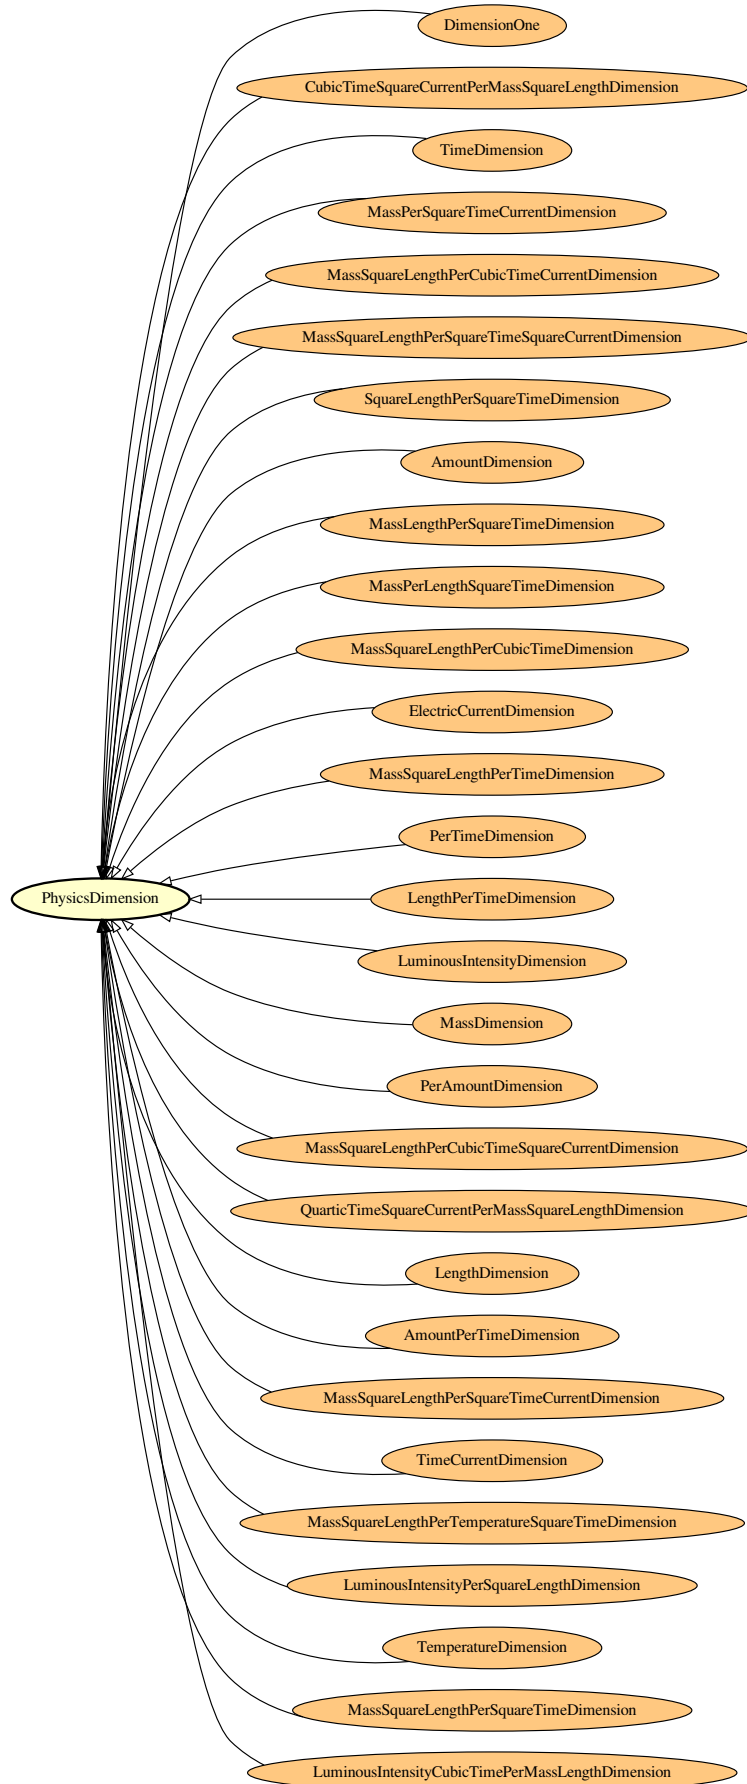 DimensionOne
CubicTimeSquareCurrentPerMassSquareLengthDimension
TimeDimension
MassPerSquareTimeCurrentDimension
MassSquareLengthPerCubicTimeCurrentDimension
MassSquareLengthPerSquareTimeSquareCurrentDimension
SquareLengthPerSquareTimeDimension
AmountDimension
MassLengthPerSquareTimeDimension
MassPerLengthSquareTimeDimension
MassSquareLengthPerCubicTimeDimension
ElectricCurrentDimension
MassSquareLengthPerTimeDimension
PerTimeDimension
PhysicsDimension
LengthPerTimeDimension
LuminousIntensityDimension
MassDimension
PerAmountDimension
MassSquareLengthPerCubicTimeSquareCurrentDimension
QuarticTimeSquareCurrentPerMassSquareLengthDimension
LengthDimension
AmountPerTimeDimension
MassSquareLengthPerSquareTimeCurrentDimension
TimeCurrentDimension
MassSquareLengthPerTemperatureSquareTimeDimension
LuminousIntensityPerSquareLengthDimension
TemperatureDimension
MassSquareLengthPerSquareTimeDimension
LuminousIntensityCubicTimePerMassLengthDimension